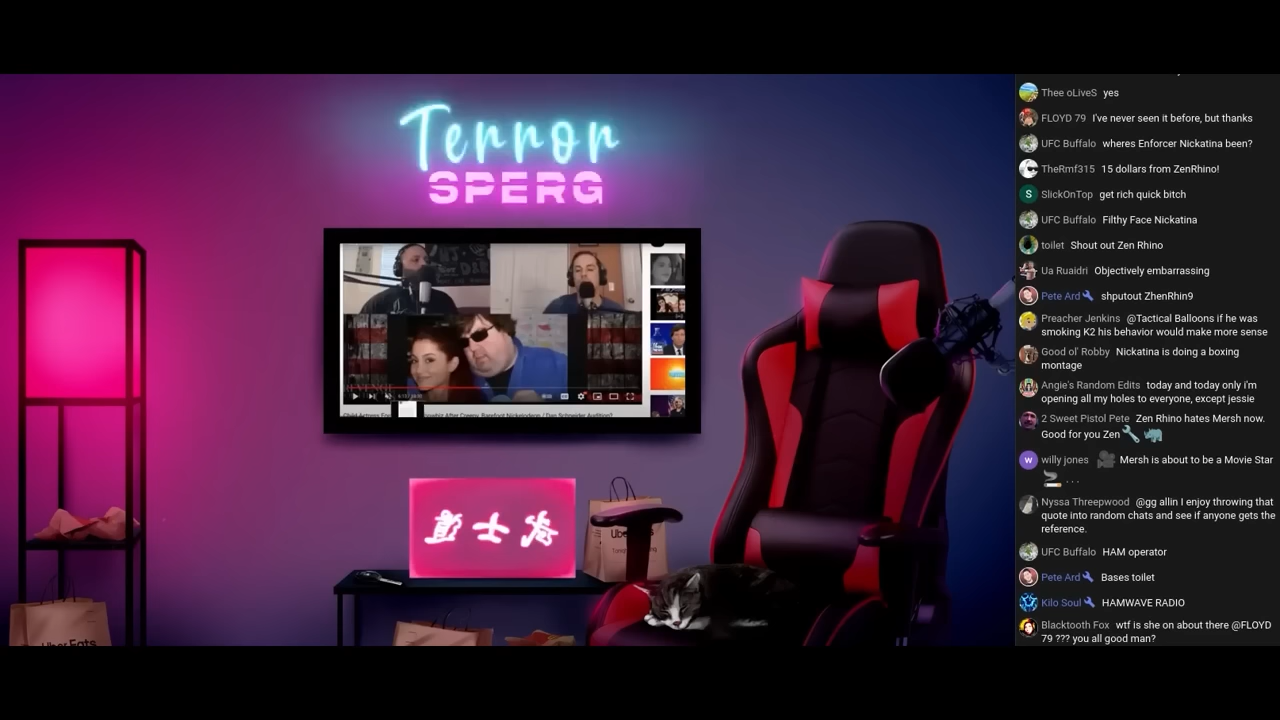 Terror
SPERG
道士炎
Uber
Uber Eats
Thee oLiveS yes
FLOYD 79 I've never seen it before, but thanks
UFC Buffalo wheres Enforcer Nickatina been?
TheRmf315 15 dollars from ZenRhino!
S SlickOnTop get rich quick bitch
UFC Buffalo Filthy Face Nickatina
toilet Shout out Zen Rhino
Ua Ruaidri Objectively embarrassing
Pete Ard shputout ZhenRhin9
Preacher Jenkins @Tactical Balloons if he was
smoking K2 his behavior would make more sense
Good ol' Robby Nickatina is doing a boxing
montage
Angie's Random Edits today and today only i'm
opening all my holes to everyone, except jessie
2 Sweet Pistol Pete Zen Rhino hates Mersh now.
Good for you Zen
w willy jones Mersh is about to be a Movie Star
. . .
Nyssa Threepwood @gg allin I enjoy throwing that
quote into random chats and see if anyone gets the
reference.
UFC Buffalo HAM operator
Pete Ard Bases toilet
Kilo Soul HAMWAVE RADIO
Blacktooth Fox wtf is she on about there @FLOYD
79 ??? you all good man?